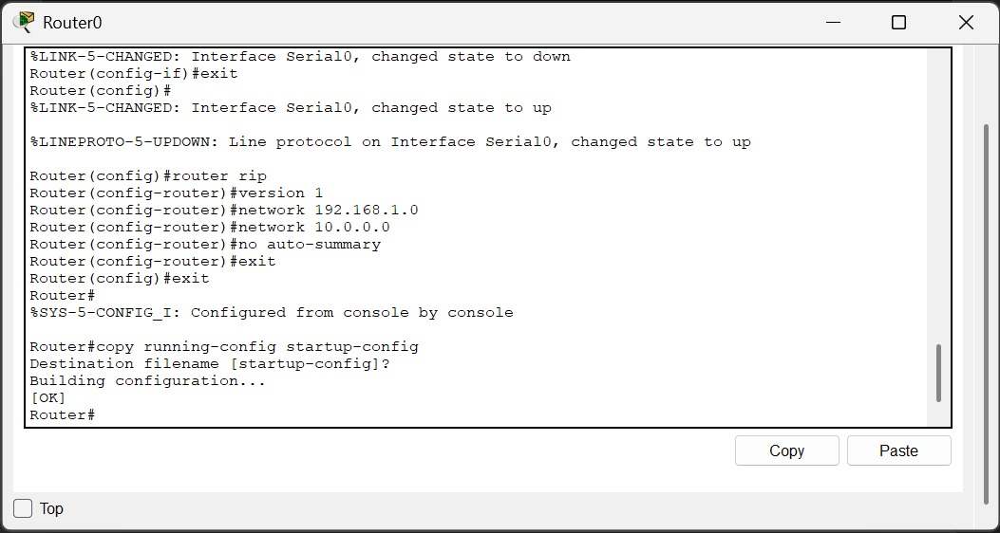 Router0
%LINK-5-CHANGED: Interface Serial0, changed state to down
Router(config-if)#exit
Router(config)#
%LINK-5-CHANGED: Interface Serial0, changed state to up
%LINEPROTO-5-UPDOWN: Line protocol on Interface Serial0, changed state to up
Router(config)#router rip
Router(config-router)#version 1
Router(config-router)#network 192.168.1.0
Router(config-router)#network 10.0.0.0
Router(config-router)#no auto-summary
Router(config-router)#exit
Router(config)#exit
Router#
%SYS-5-CONFIG_I: Configured from console by console
Router#copy running-config startup-config
Destination filename [startup-config]?
Building configuration...
[OK]
Router#
Copy
Paste
Top